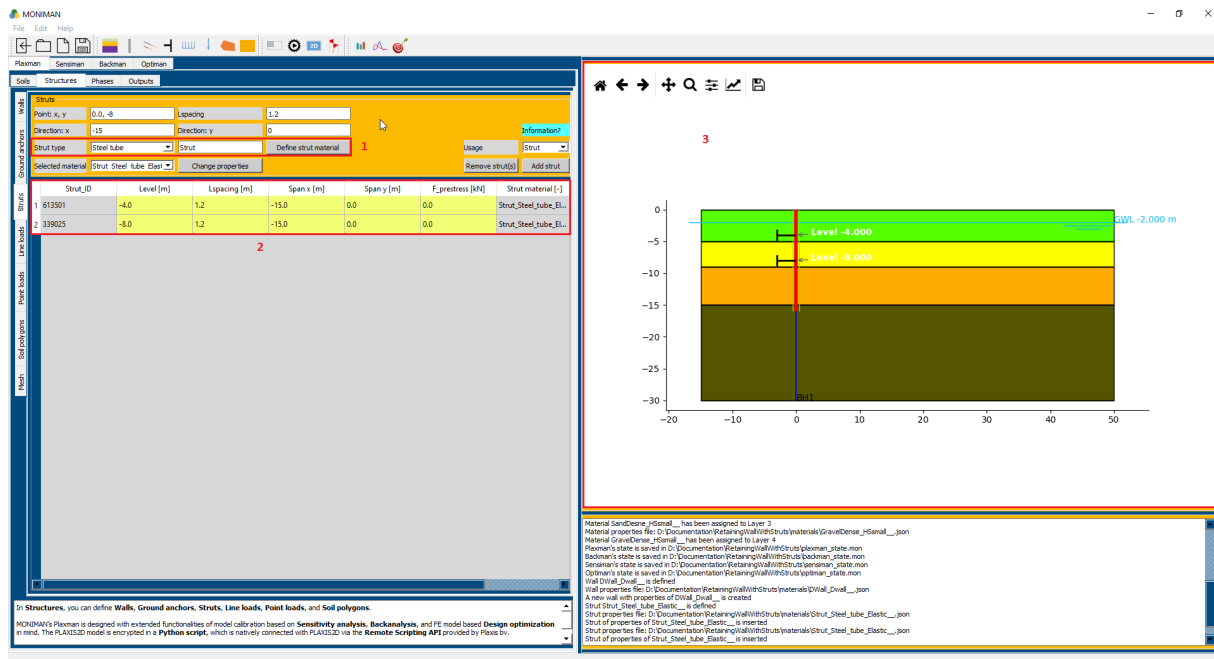 MONIMAN
File Edit Help
Plaxman Sensiman Backman Optiman
Soils Structures Phases Outputs
Walls
Ground anchors
Struts
Line loads
Point loads
Soil polygons
Mesh
Struts
Point: x, y 0.0, -8 Lspacing 1.2
Direction: x -15 Direction: y 0 Information?
Strut type Steel tube Strut Define strut material 1 Usage Strut
Selected material Strut Steel tube Elast Change properties Remove strut(s) Add strut
Strut_ID Level [m] Lspacing [m] Span x [m] Span y [m] F_prestress [kN] Strut material [-]
1 613501 -4.0 1.2 -15.0 0.0 0.0 Strut_Steel_tube_El...
2 339025 -8.0 1.2 -15.0 0.0 0.0 Strut_Steel_tube_El...
2
In Structures, you can define Walls, Ground anchors, Struts, Line loads, Point loads, and Soil polygons.
MONIMAN's Plaxman is designed with extended functionalities of model calibration based on Sensitivity analysis, Backanalysis, and FE model based Design optimization
in mind. The PLAXIS2D model is encrypted in a Python script, which is natively connected with PLAXIS2D via the Remote Scripting API provided by Plaxis bv.
2D
3
0
GWL -2.000 m
Level -4.000
−5
Level -8.000
−10
−15
−20
−25
−30
BH1
−20 −10 0 10 20 30 40 50
Material SandDesne_HSsmall__ has been assigned to Layer 3
Material properties file: D:\Documentation\RetainingWallWithStruts\materials\GravelDense_HSsmall__.json
Material GravelDense_HSsmall__ has been assigned to Layer 4
Plaxman's state is saved in D:\Documentation\RetainingWallWithStruts\plaxman_state.mon
Backman's state is saved in D:\Documentation\RetainingWallWithStruts\backman_state.mon
Sensiman's state is saved in D:\Documentation\RetainingWallWithStruts\sensiman_state.mon
Optiman's state is saved in D:\Documentation\RetainingWallWithStruts\optiman_state.mon
Wall DWall_Dwall__ is defined
Wall properties file: D:\Documentation\RetainingWallWithStruts\materials\DWall_Dwall__.json
A new wall with properties of DWall_Dwall__ is created
Strut Strut_Steel_tube_Elastic__ is defined
Strut properties file: D:\Documentation\RetainingWallWithStruts\materials\Strut_Steel_tube_Elastic__.json
Strut of properties of Strut_Steel_tube_Elastic__ is inserted
Strut properties file: D:\Documentation\RetainingWallWithStruts\materials\Strut_Steel_tube_Elastic__.json
Strut of properties of Strut_Steel_tube_Elastic__ is inserted